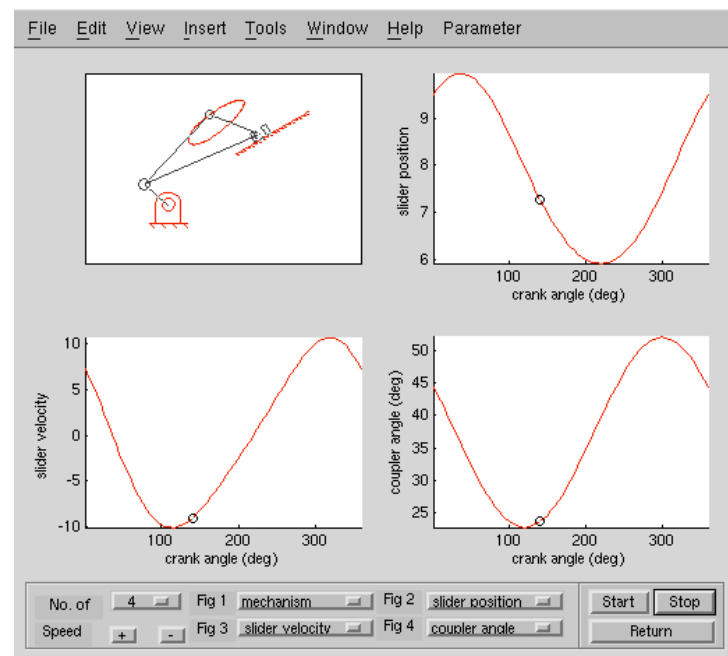 File Edit View Insert Tools Window Help Parameter
9
8
7
6
slider position
100 200 300
crank angle (deg)
10
5
0
-5
-10
slider velocity
100 200 300
crank angle (deg)
50
45
40
35
30
25
coupler angle (deg)
100 200 300
crank angle (deg)
No. of 4 Fig 1 mechanism Fig 2 slider position Start Stop
Speed + - Fig 3 slider velocity Fig 4 coupler angle Return